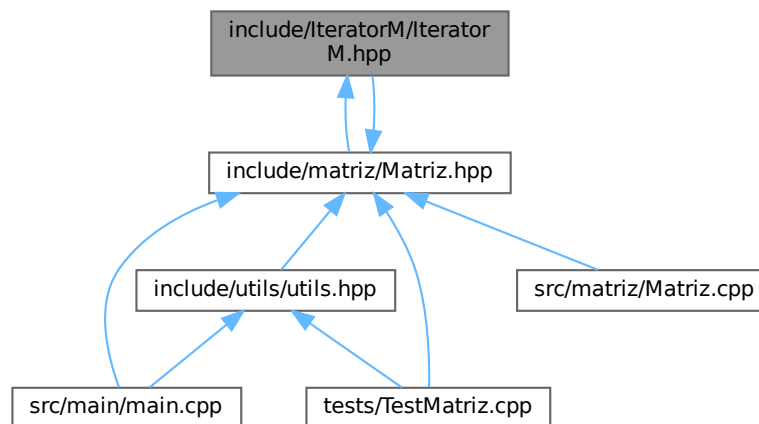 include/IteratorM/Iterator
M.hpp
include/matriz/Matriz.hpp
include/utils/utils.hpp
src/matriz/Matriz.cpp
src/main/main.cpp
tests/TestMatriz.cpp